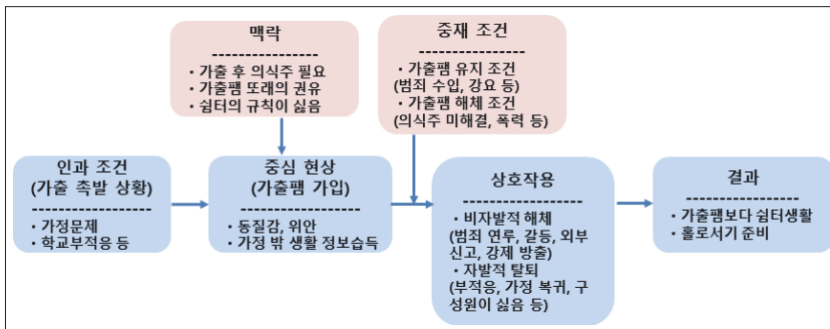 맥락
- 가출 후 의식주 필요
- 가출팸 또래의 권유
- 쉼터의 규칙이 싫음
중재 조건
- 가출팸 유지 조건
(범죄 수입, 강요 등)
- 가출팸 해체 조건
(의식주 미해결, 폭력 등)
인과 조건
(가출 촉발 상황)
- 가정문제
- 학교부적응 등
중심 현상
(가출팸 가입)
- 동질감, 위안
- 가정 밖 생활 정보습득
상호작용
- 비자발적 해체
(범죄 연루, 갈등, 외부
신고, 강제 방출)
- 자발적 탈퇴
(부적응, 가정 복귀, 구
성원이 싫음 등)
결과
- 가출팸보다 쉼터생활
- 홀로서기 준비